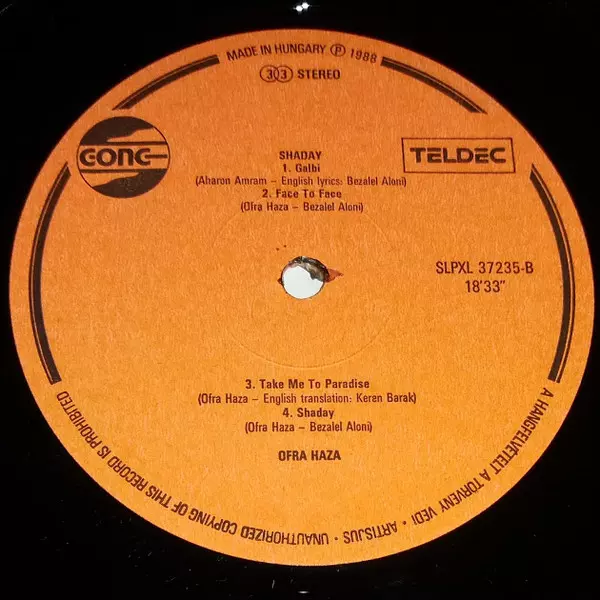 MADE IN HUNGARY Ⓟ 1988
33 STEREO
GONG
TELDEC
SHADAY
1. Galbi
(Aharon Amram – English lyrics: Bezalel Aloni)
2. Face To Face
(Ofra Haza – Bezalel Aloni)
SLPXL 37235-B
18'33"
3. Take Me To Paradise
(Ofra Haza – English translation: Keren Barak)
4. Shaday
(Ofra Haza – Bezalel Aloni)
OFRA HAZA
A HANGFELVÉTELT A TÖRVÉNY VÉDI · ARTISJUS · UNAUTHORIZED COPYING OF THIS RECORD IS PROHIBITED